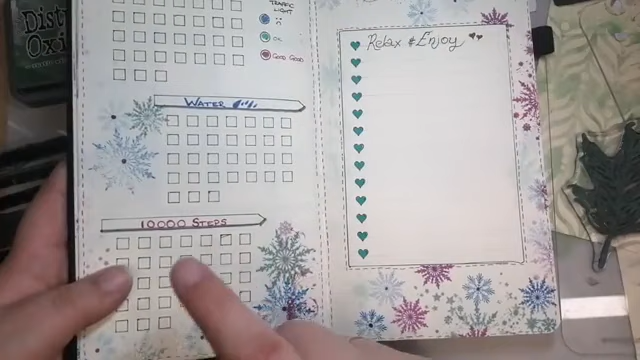 Dist
Oxi
TRAFFIC
LIGHT
OK
GOOD GOOD
WATER
10000 STEPS
Relax & Enjoy